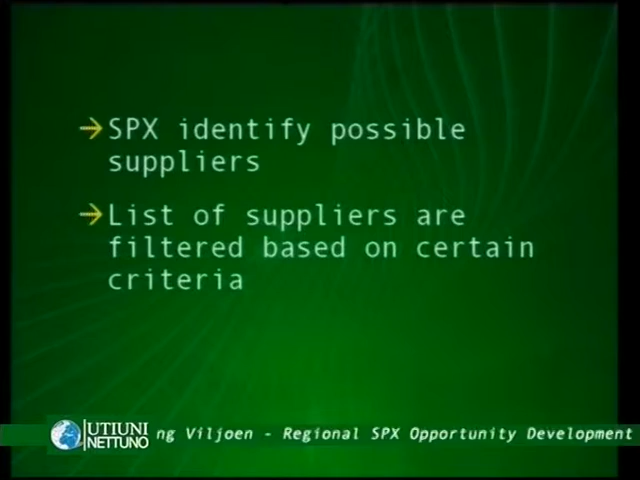 SPX identify possible
suppliers
List of suppliers are
filtered based on certain
criteria
UTIUNI
NETTUNO
ng Viljoen - Regional SPX Opportunity Development